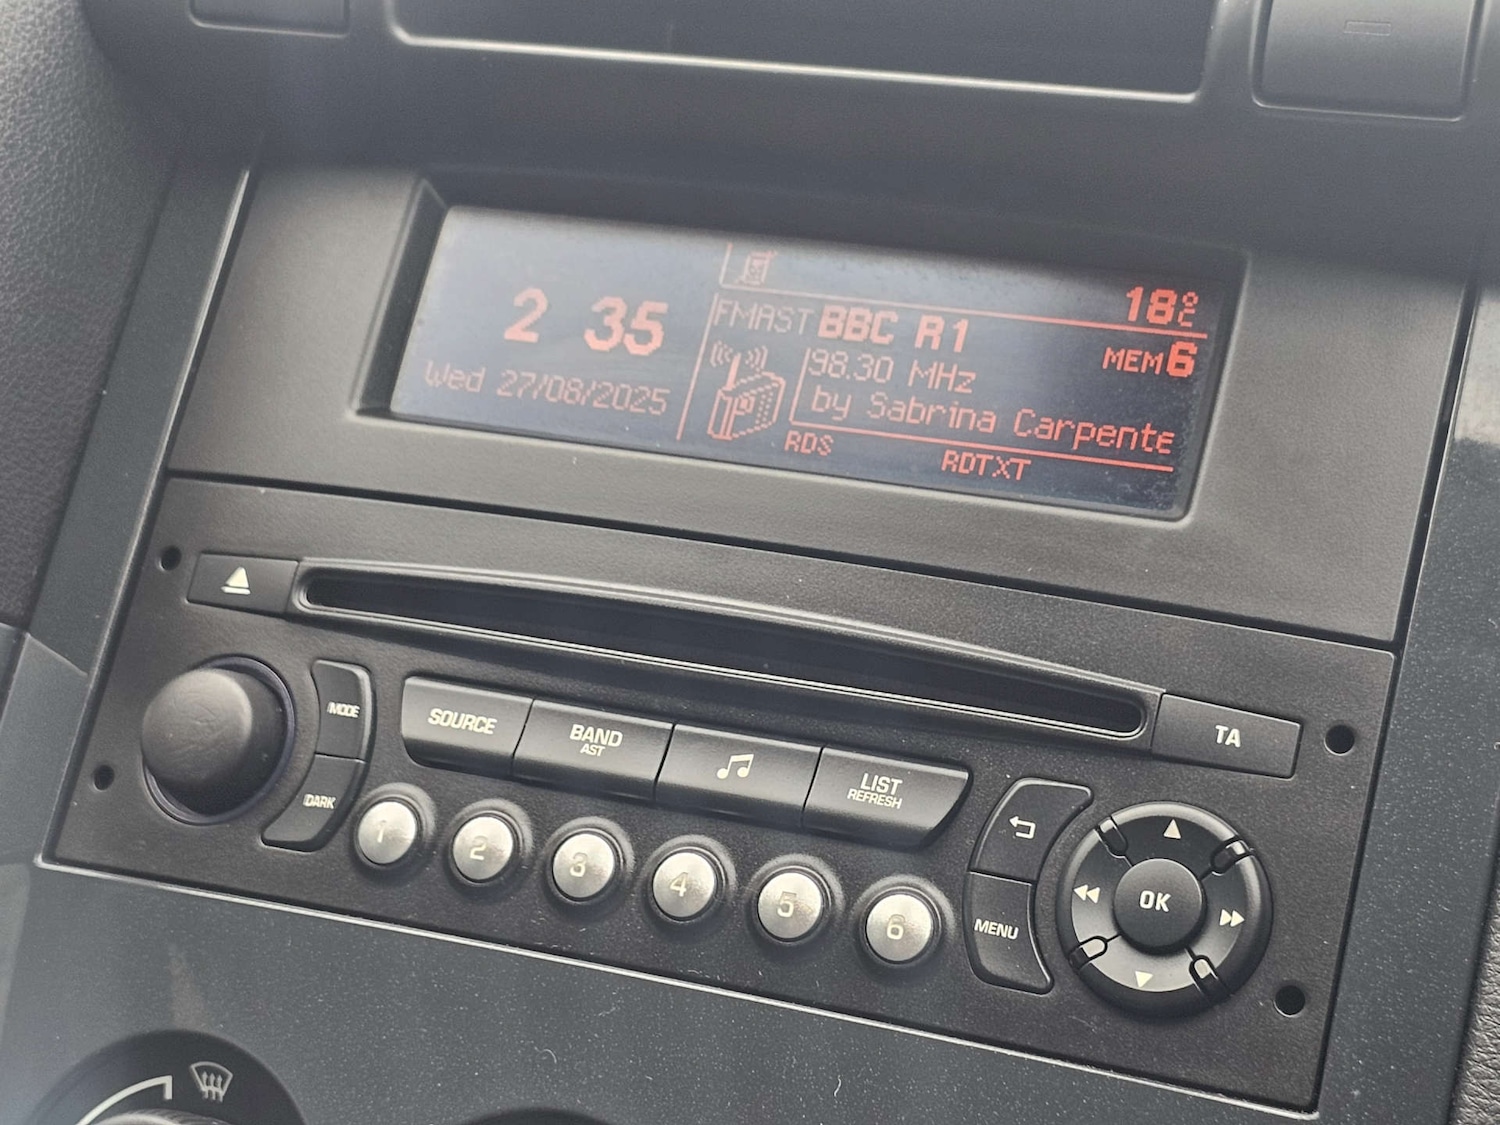 2 35
Wed 27/08/2025
18°C
FMAST BBC R1
98.30 MHz
MEM 6
by Sabrina Carpente
RDS RDTXT
TA
MODE
DARK
SOURCE
BAND
AST
LIST
REFRESH
1 2 3 4 5 6
MENU
OK